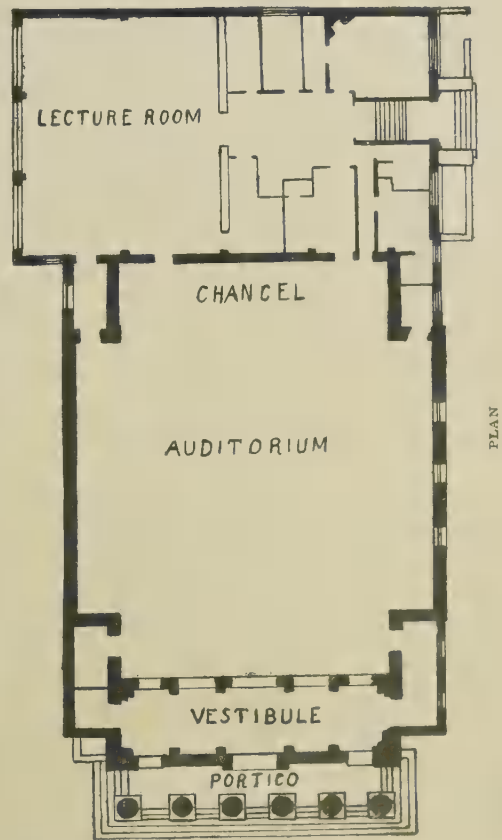 LECTURE ROOM
CHANCEL
AUDITORIUM
VESTIBULE
PORTICO
PLAN